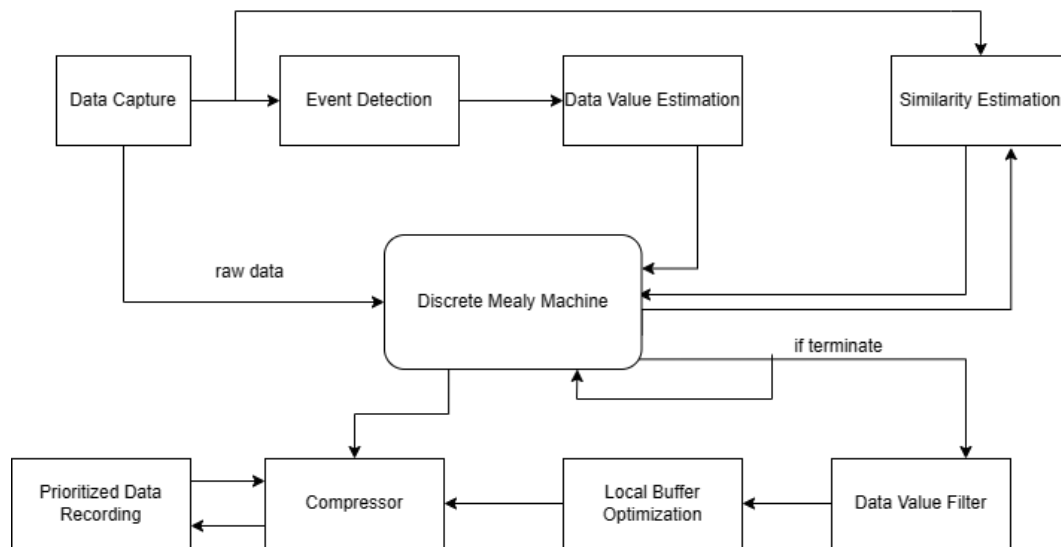 Data Capture
Event Detection
Data Value Estimation
Similarity Estimation
raw data
Discrete Mealy Machine
if terminate
Prioritized Data
Recording
Compressor
Local Buffer
Optimization
Data Value Filter